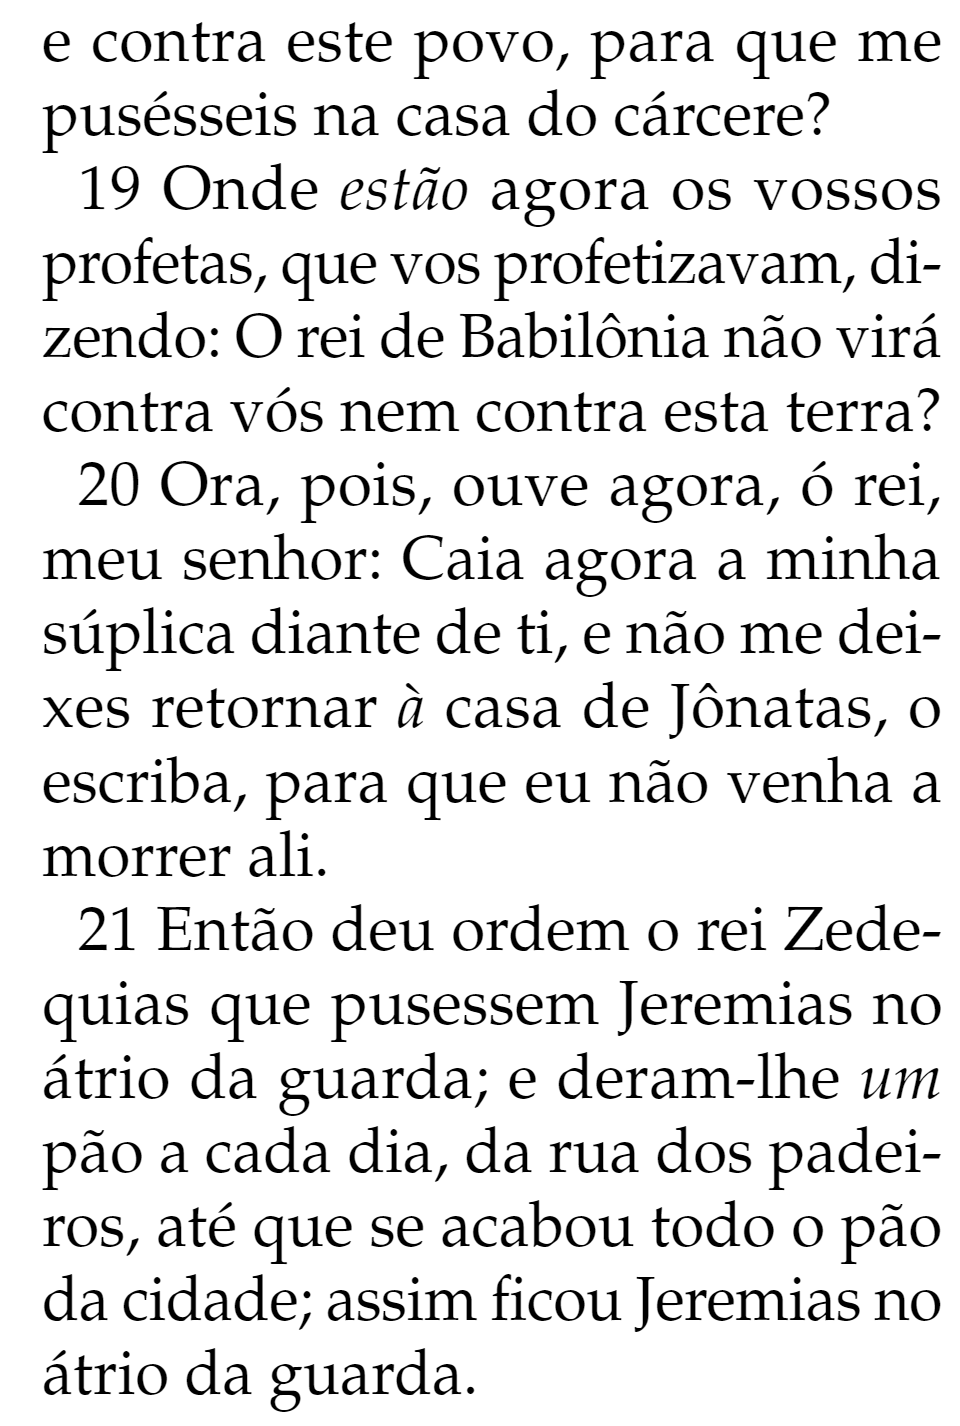 e contra este povo, para que me
pusésseis na casa do cárcere?
19 Onde estão agora os vossos
profetas, que vos profetizavam, di-
zendo: O rei de Babilônia não virá
contra vós nem contra esta terra?
20 Ora, pois, ouve agora, ó rei,
meu senhor: Caia agora a minha
súplica diante de ti, e não me dei-
xes retornar à casa de Jônatas, o
escriba, para que eu não venha a
morrer ali.
21 Então deu ordem o rei Zede-
quias que pusessem Jeremias no
átrio da guarda; e deram-lhe um
pão a cada dia, da rua dos padei-
ros, até que se acabou todo o pão
da cidade; assim ficou Jeremias no
átrio da guarda.